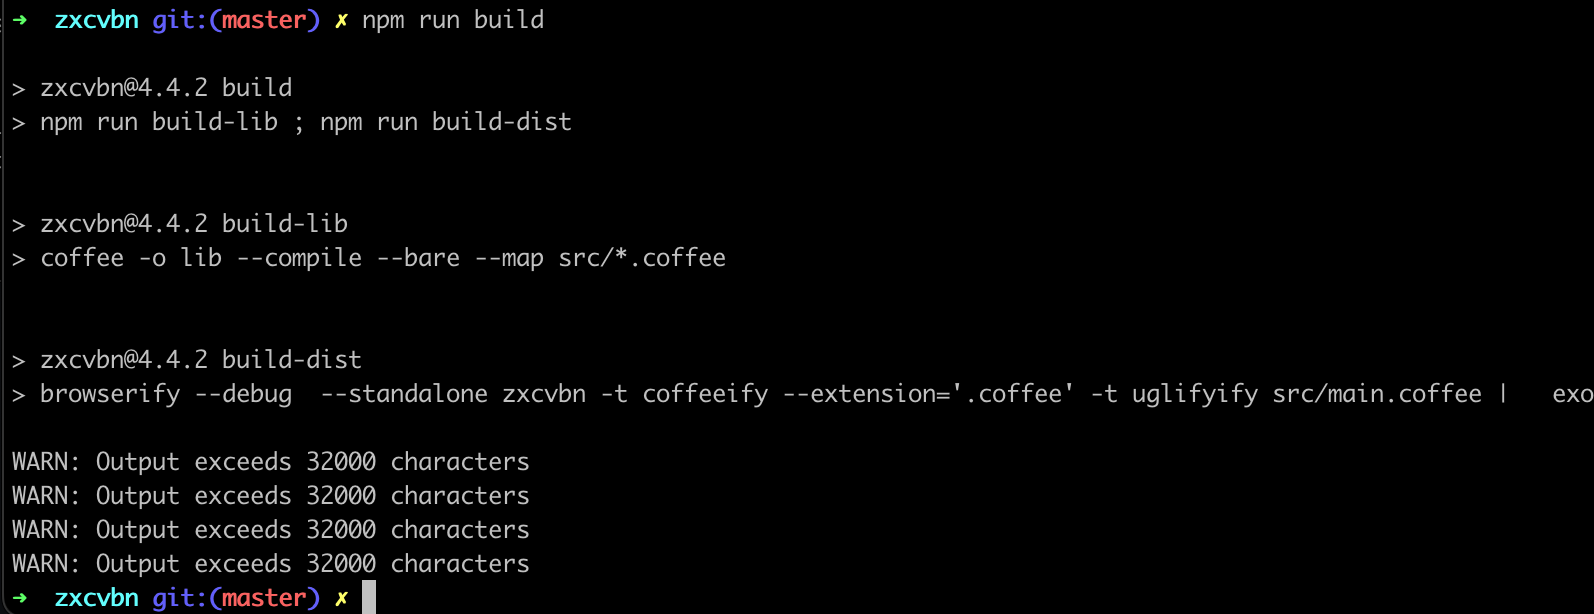 ➜ zxcvbn git:(master) ✗ npm run build
> zxcvbn@4.4.2 build
> npm run build-lib ; npm run build-dist
> zxcvbn@4.4.2 build-lib
> coffee -o lib --compile --bare --map src/*.coffee
> zxcvbn@4.4.2 build-dist
> browserify --debug  --standalone zxcvbn -t coffeeify --extension='.coffee' -t uglifyify src/main.coffee |   exo
WARN: Output exceeds 32000 characters
WARN: Output exceeds 32000 characters
WARN: Output exceeds 32000 characters
WARN: Output exceeds 32000 characters
➜ zxcvbn git:(master) ✗